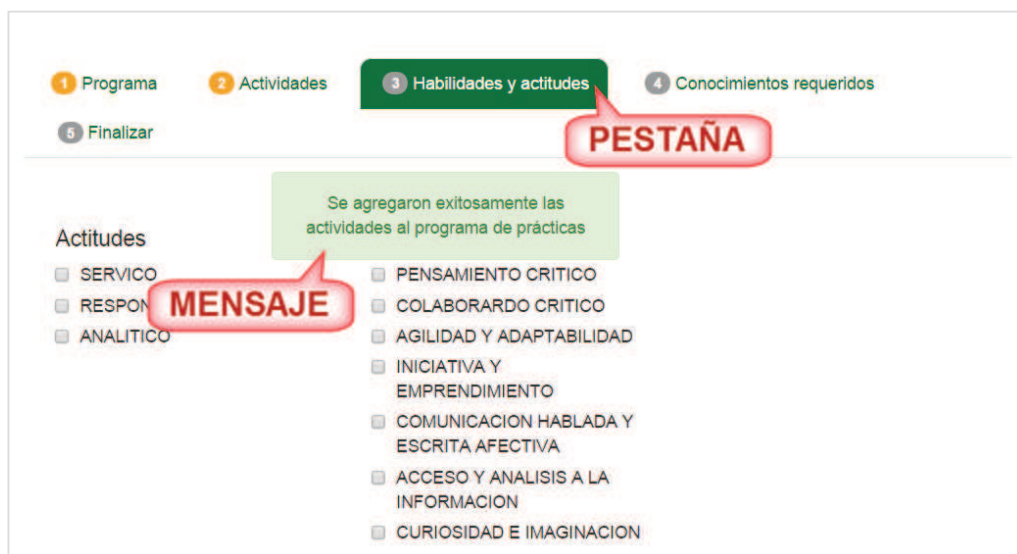 1 Programa
2 Actividades
3 Habilidades y actitudes
4 Conocimientos requeridos
5 Finalizar
PESTAÑA
Se agregaron exitosamente las
actividades al programa de prácticas
Actitudes
SERVICO
RESPON
ANALITICO
MENSAJE
PENSAMIENTO CRITICO
COLABORARDO CRITICO
AGILIDAD Y ADAPTABILIDAD
INICIATIVA Y
EMPRENDIMIENTO
COMUNICACION HABLADA Y
ESCRITA AFECTIVA
ACCESO Y ANALISIS A LA
INFORMACION
CURIOSIDAD E IMAGINACION